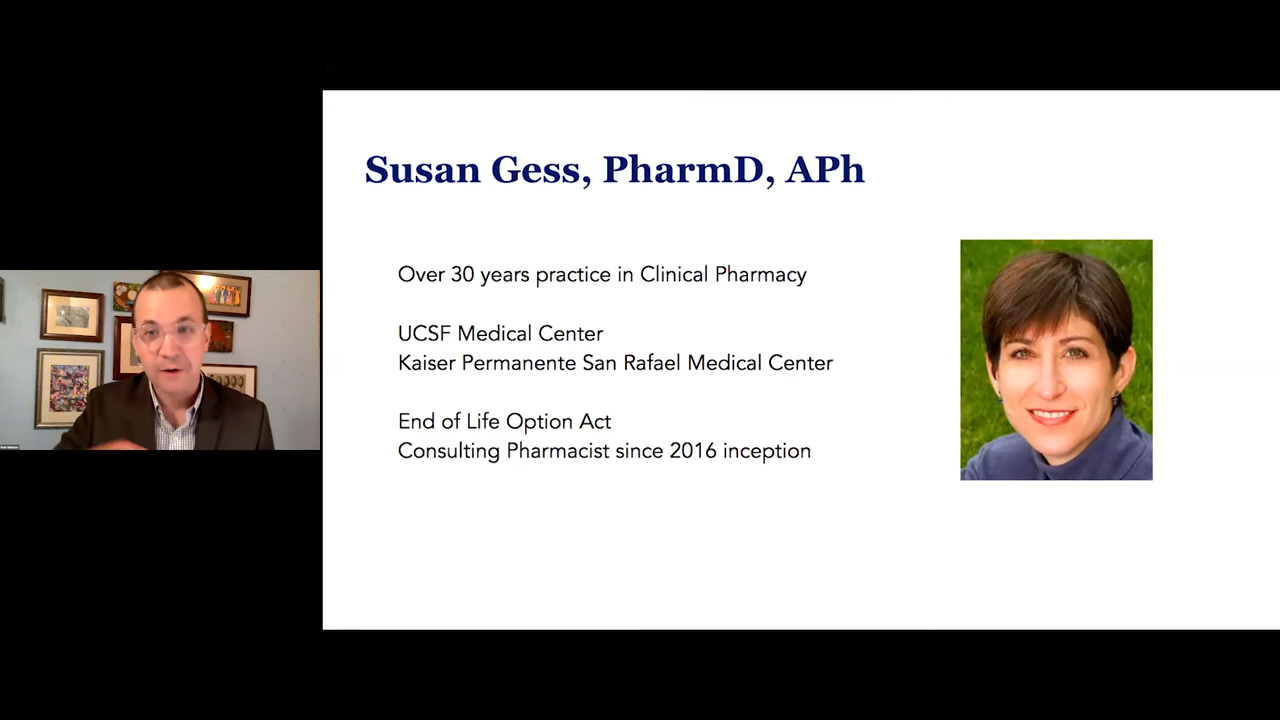 Susan Gess, PharmD, APh
Over 30 years practice in Clinical Pharmacy
UCSF Medical Center
Kaiser Permanente San Rafael Medical Center
End of Life Option Act
Consulting Pharmacist since 2016 inception